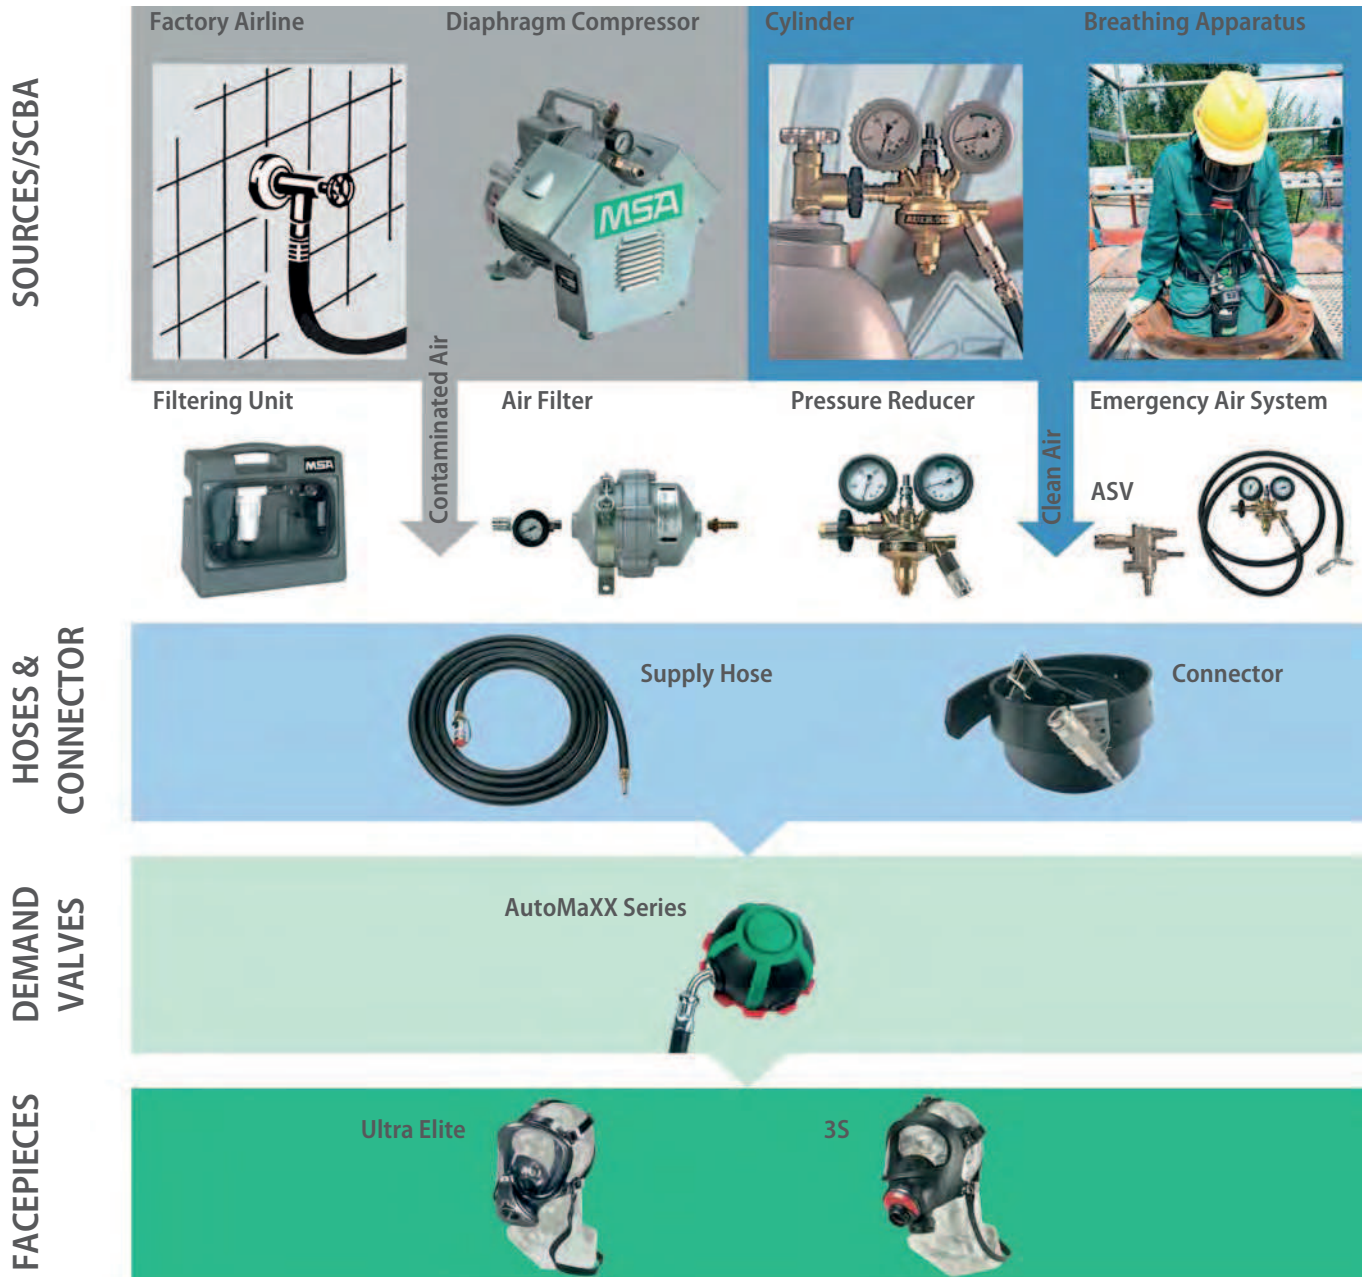 SOURCES/SCBA
Factory Airline
Diaphragm Compressor
Cylinder
Breathing Apparatus
MSA
Contaminated Air
Clean Air
Filtering Unit
Air Filter
Pressure Reducer
Emergency Air System
MSA
ASV
HOSES &
CONNECTOR
Supply Hose
Connector
DEMAND
VALVES
AutoMaXX Series
FACEPIECES
Ultra Elite
3S